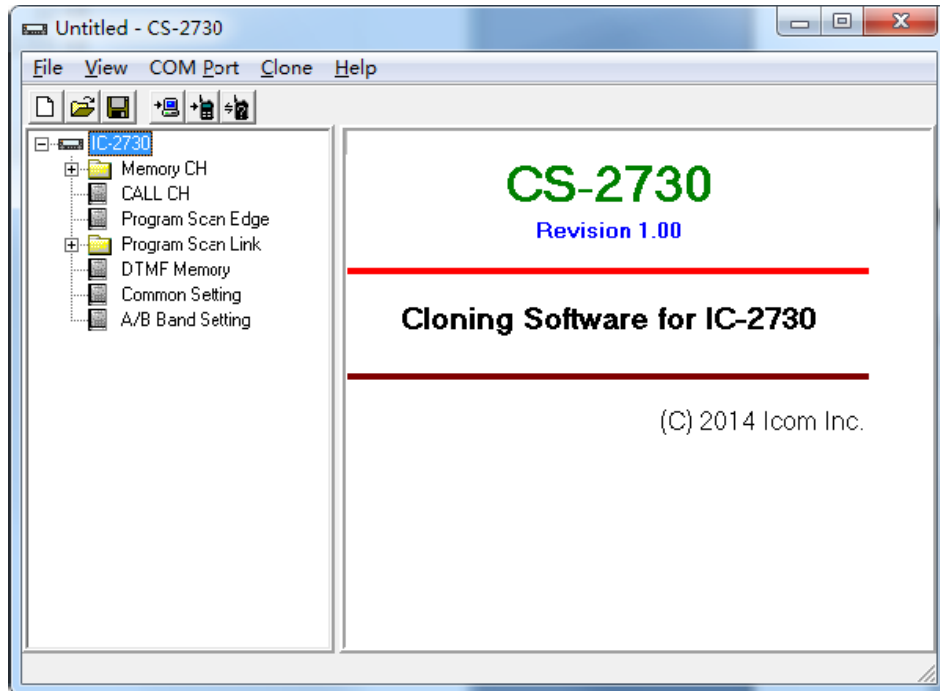 Untitled - CS-2730
File View COM Port Clone Help
IC-2730
Memory CH
CALL CH
Program Scan Edge
Program Scan Link
DTMF Memory
Common Setting
A/B Band Setting
CS-2730
Revision 1.00
Cloning Software for IC-2730
(C) 2014 Icom Inc.